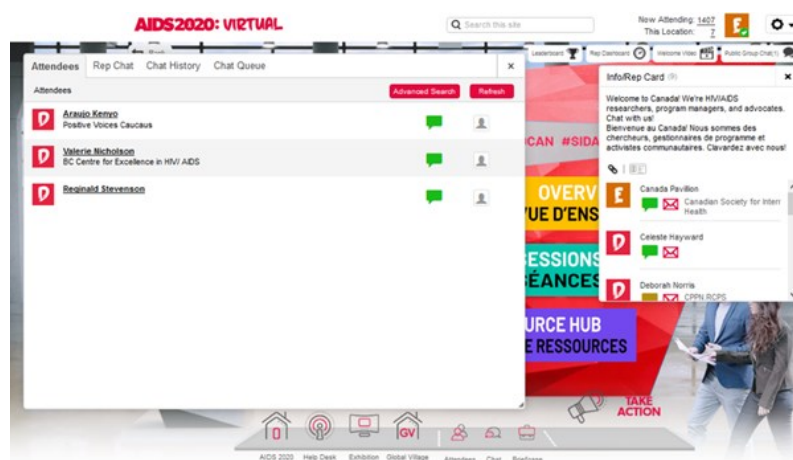 AIDS2020: VIRTUAL
Search this site
Now Attending: 1407
This Location: 7
Leaderboard
Rep Dashboard
Welcome Video
Public Group Chat(1)
Attendees
Rep Chat
Chat History
Chat Queue
x
Attendees
Advanced Search
Refresh
Araujo Kenyo
Positive Voices Caucaus
Valerie Nicholson
BC Centre for Excellence in HIV/ AIDS
Reginald Stevenson
Info/Rep Card (9)
x
Welcome to Canada! We're HIV/AIDS
researchers, program managers, and advocates.
Chat with us!
Bienvenue au Canada! Nous sommes des
chercheurs, gestionnaires de programme et
activistes communautaires. Clavardez avec nous!
Canada Pavillion
Canadian Society for Intern
Health
Celeste Hayward
Deborah Norris
CPPN RCPS
CAN #SIDA
OVERV
UE D'ENS
ESSIONS
ÉANCES
URCE HUB
E RESSOURCES
TAKE
ACTION
GV
AIDS 2020
Help Desk
Exhibition
Global Village
Attendees
Chat
Briefcase